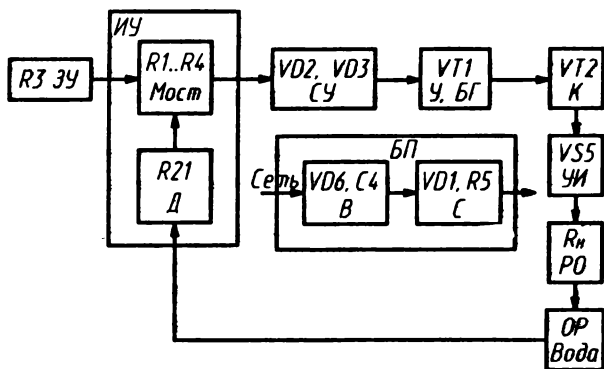 ИУ
R3 ЗУ
R1..R4
Мост
VD2, VD3
СУ
VT1
У, БГ
VT2
К
R21
Д
БП
Сеть
VD6, C4
В
VD1, R5
С
VS5
УИ
Rн
РО
ОР
Вода